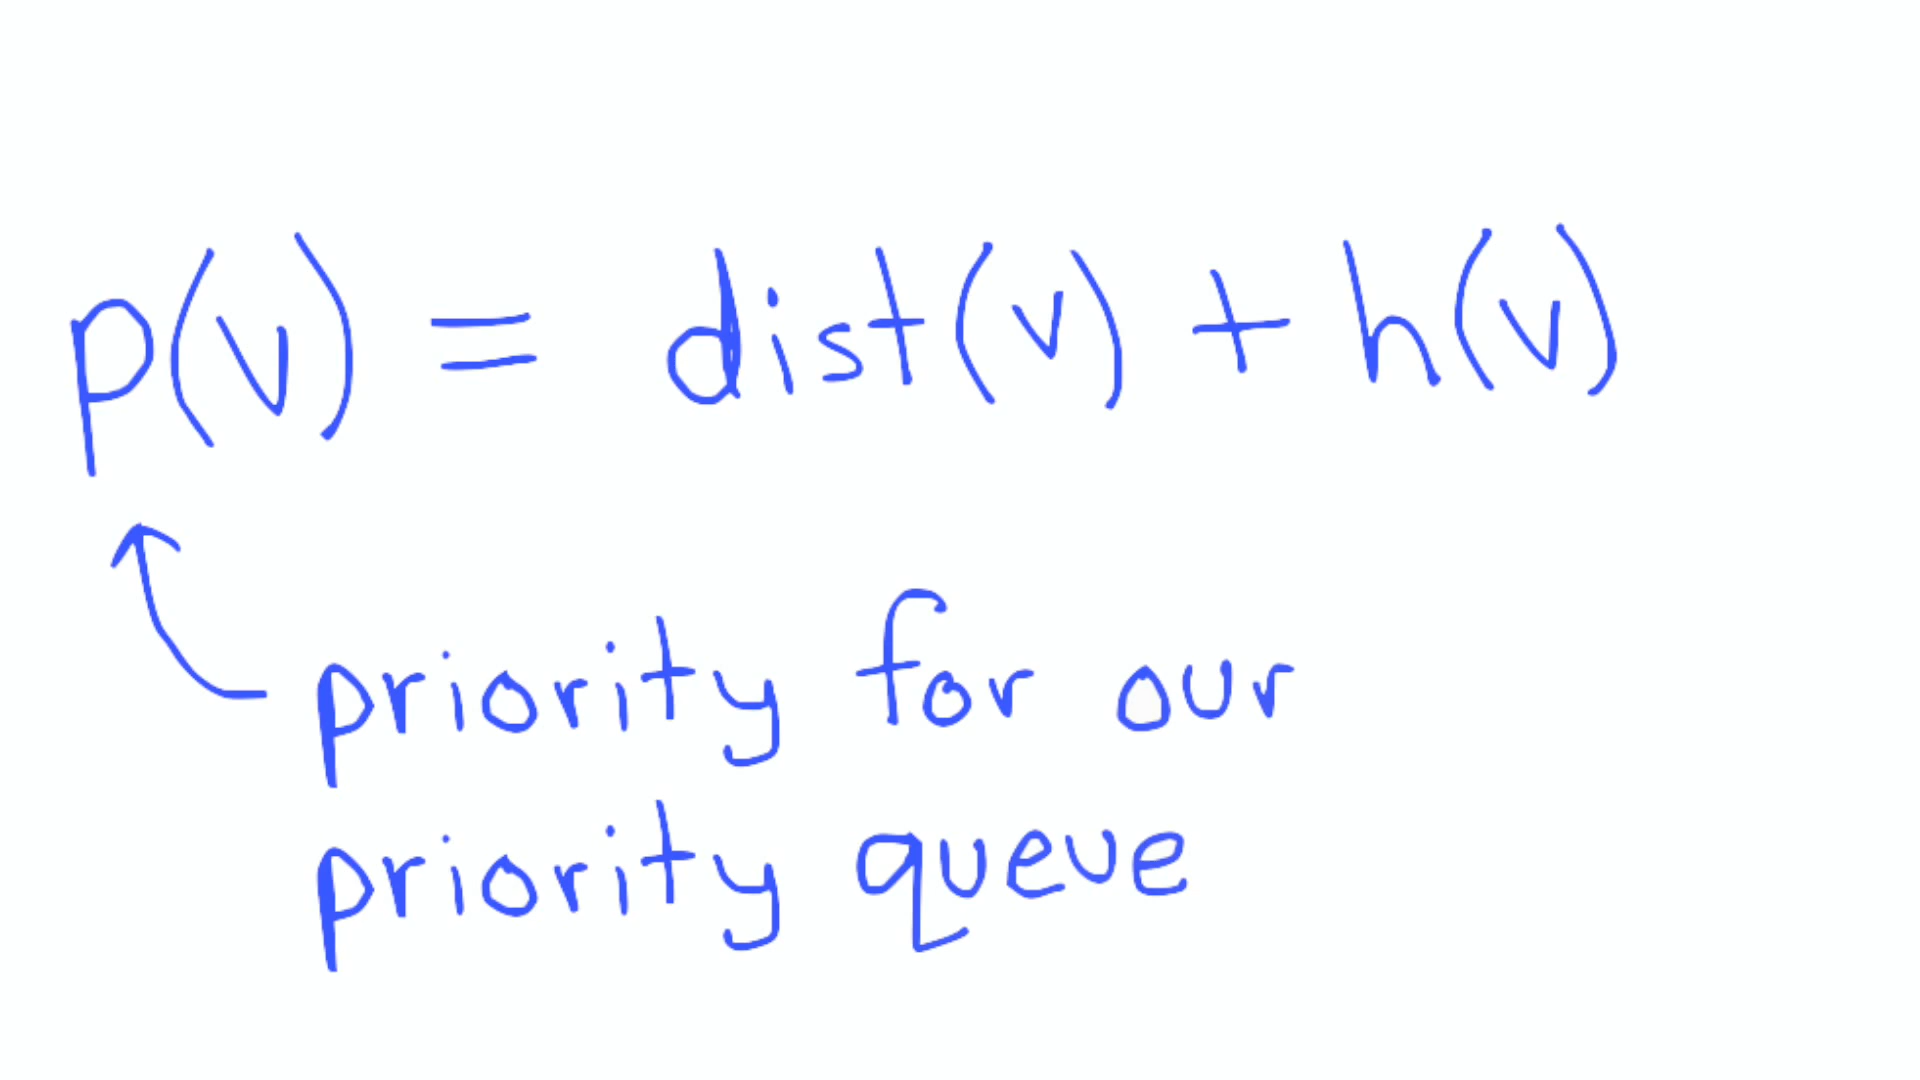 p(v) = dist(v) + h(v)
priority for our
priority queue